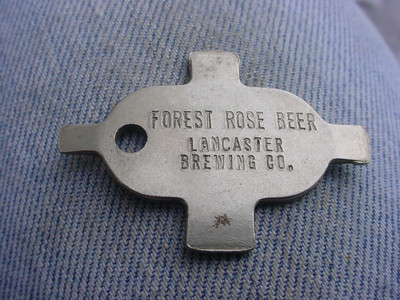 FOREST ROSE BEER
LANCASTER
BREWING CO.